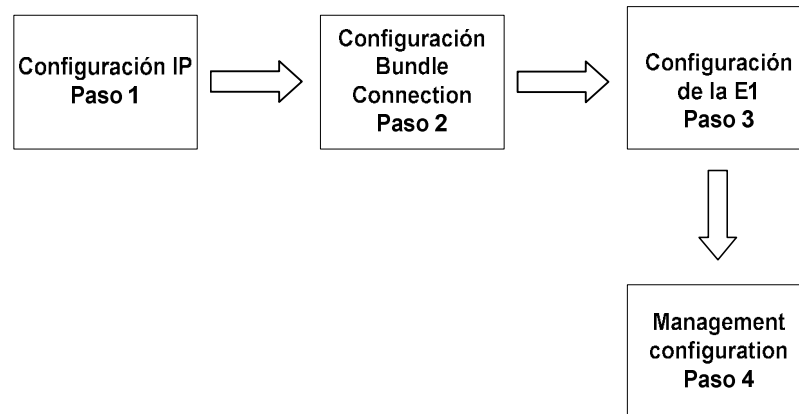 Configuración IP
Paso 1
Configuración
Bundle
Connection
Paso 2
Configuración
de la E1
Paso 3
Management
configuration
Paso 4